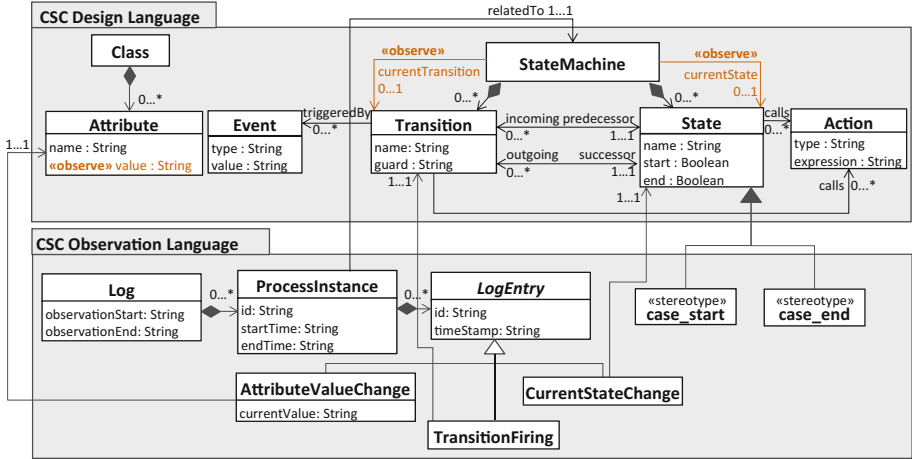 CSC Design Language
relatedTo 1...1
Class
StateMachine
«observe»
currentTransition
0...1
«observe»
currentState
0...1
0...*
0...*
0...*
1...1
Attribute
name : String
«observe» value : String
Event
type : String
value : String
triggeredBy
0...*
Transition
name: String
guard : String
1...1
incoming predecessor
0...*
1...1
outgoing
successor
0...*
1...1
State
name : String
start : Boolean
end : Boolean
1...1
calls
0...*
Action
type : String
expression : String
calls
0...*
CSC Observation Language
Log
observationStart: String
observationEnd: String
0...*
ProcessInstance
id: String
startTime: String
endTime: String
0...*
LogEntry
id: String
timeStamp: String
«stereotype»
case_start
«stereotype»
case_end
AttributeValueChange
currentValue: String
CurrentStateChange
TransitionFiring